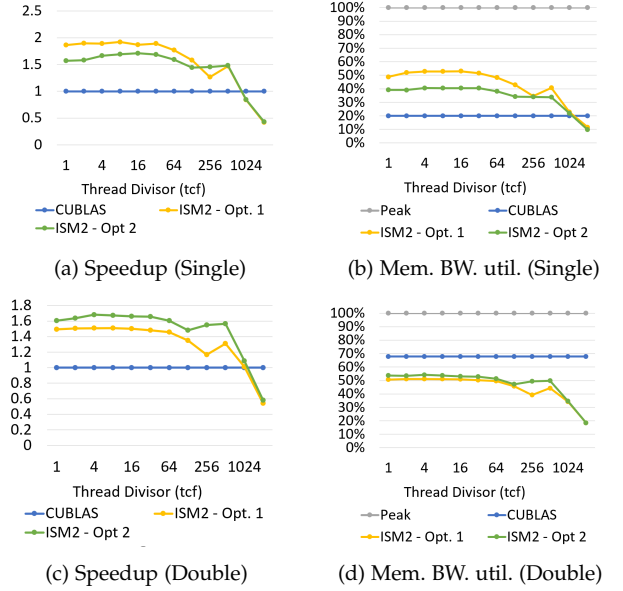 2.5
2
1.5
1
0.5
0
1 4 16 64 256 1024
Thread Divisor (tcf)
CUBLAS ISM2 - Opt. 1
ISM2 - Opt 2
(a) Speedup (Single)
100%
90%
80%
70%
60%
50%
40%
30%
20%
10%
0%
1 4 16 64 256 1024
Thread Divisor (tcf)
Peak CUBLAS
ISM2 - Opt. 1 ISM2 - Opt 2
(b) Mem. BW. util. (Single)
1.8
1.6
1.4
1.2
1
0.8
0.6
0.4
0.2
0
1 4 16 64 256 1024
Thread Divisor (tcf)
CUBLAS ISM2 - Opt. 1
ISM2 - Opt 2
(c) Speedup (Double)
100%
90%
80%
70%
60%
50%
40%
30%
20%
10%
0%
1 4 16 64 256 1024
Thread Divisor (tcf)
Peak CUBLAS
ISM2 - Opt. 1 ISM2 - Opt 2
(d) Mem. BW. util. (Double)